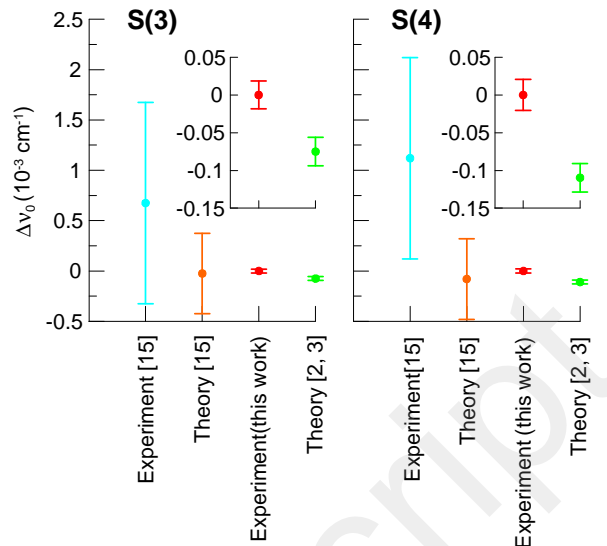 S(3)
S(4)
Δν₀ (10⁻³ cm⁻¹)
2.5
2
1.5
1
0.5
0
-0.5
0.05
0
-0.05
-0.1
-0.15
0.05
0
-0.05
-0.1
-0.15
Experiment [15]
Theory [15]
Experiment(this work)
Theory [2, 3]
Experiment[15]
Theory [15]
Experiment (this work)
Theory [2, 3]
script